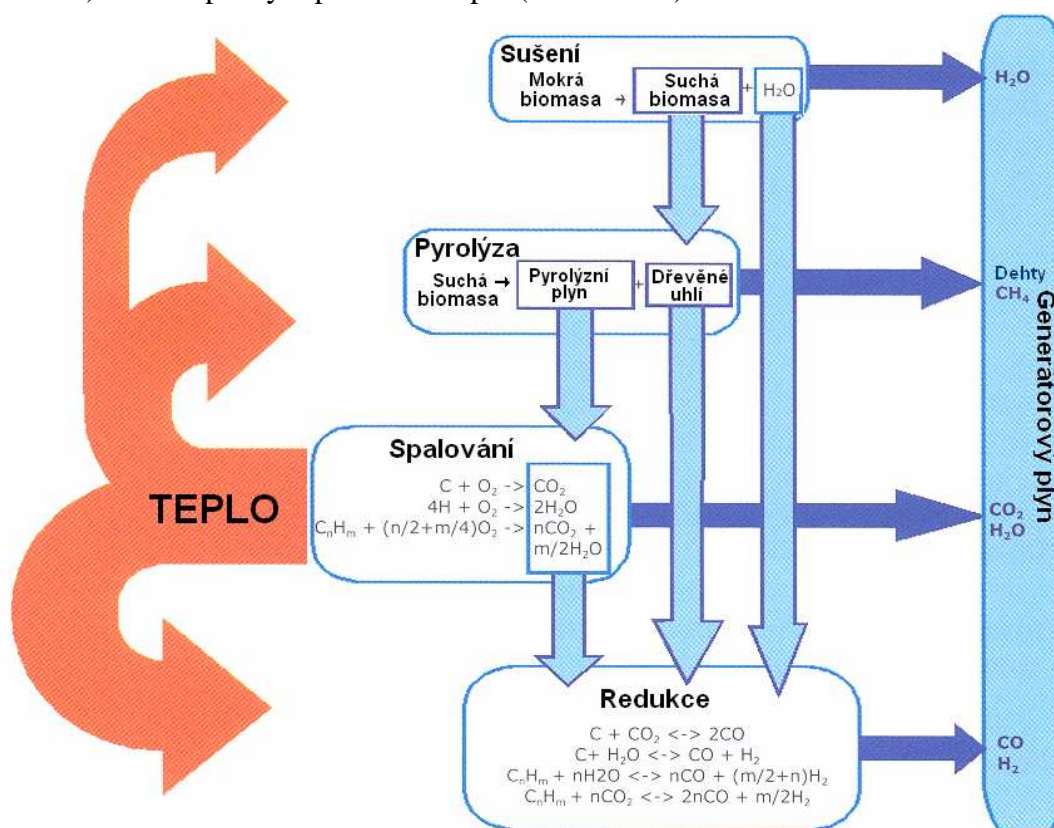 Sušení
Mokrá biomasa → Suchá biomasa + H₂O
H₂O
Pyrolýza
Suchá biomasa → Pyrolýzní plyn + Dřevěné uhlí
Dehty
CH₄
Generátorový plyn
TEPLO
Spalování
C + O₂ -> CO₂
4H + O₂ -> 2H₂O
CₙHₘ + (n/2+m/4)O₂ -> nCO₂ +
m/2H₂O
CO₂
H₂O
Redukce
C + CO₂ <-> 2CO
C+ H₂O <-> CO + H₂
CₙHₘ + nH2O <-> nCO + (m/2+n)H₂
CₙHₘ + nCO₂ <-> 2nCO + m/2H₂
CO
H₂